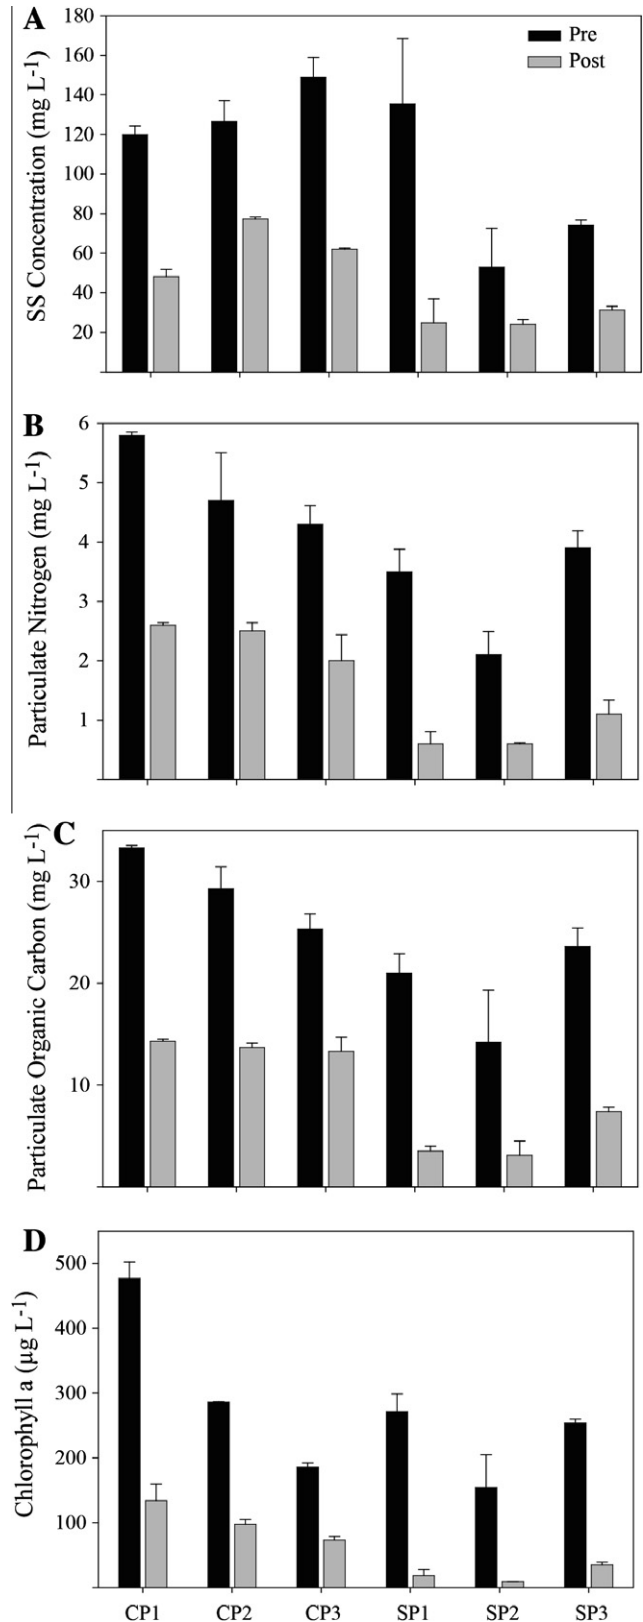 A
SS Concentration (mg L-1)
180
160
140
120
100
80
60
40
20
Pre
Post
B
Particulate Nitrogen (mg L-1)
6
5
4
3
2
1
C
Particulate Organic Carbon (mg L-1)
30
20
10
D
Chlorophyll a (µg L-1)
500
400
300
200
100
CP1 CP2 CP3 SP1 SP2 SP3